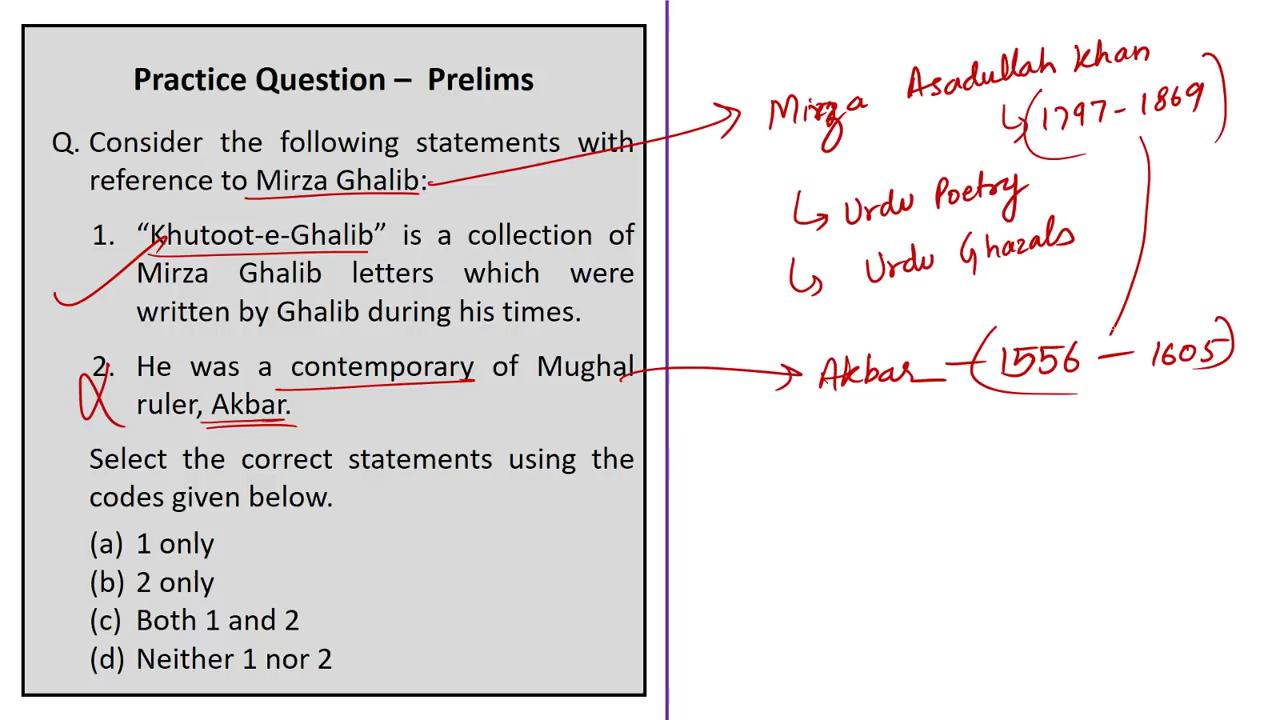 Practice Question – Prelims
Q. Consider the following statements with
reference to Mirza Ghalib:
1. “Khutoot-e-Ghalib” is a collection of
Mirza Ghalib letters which were
written by Ghalib during his times.
2. He was a contemporary of Mughal
ruler, Akbar.
Select the correct statements using the
codes given below.
(a) 1 only
(b) 2 only
(c) Both 1 and 2
(d) Neither 1 nor 2
Mirza Asadullah Khan
(1797 - 1869)
Urdu Poetry
Urdu Ghazals
Akbar - (1556 - 1605)